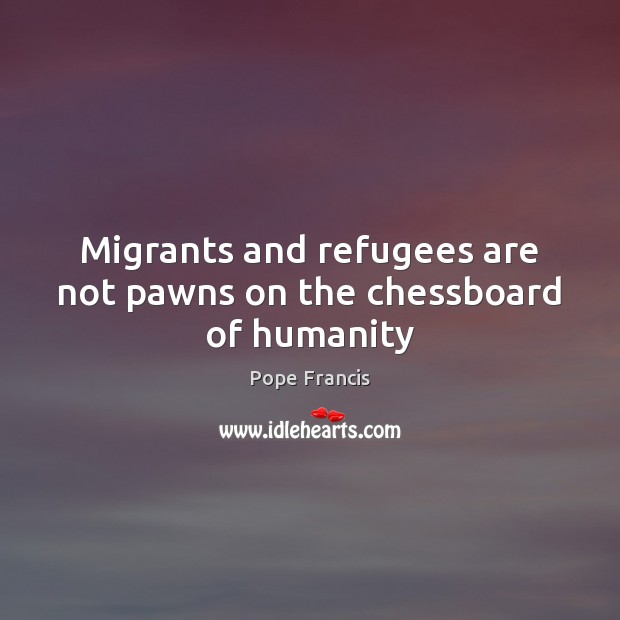 Migrants and refugees are
not pawns on the chessboard
of humanity
Pope Francis
www.idlehearts.com